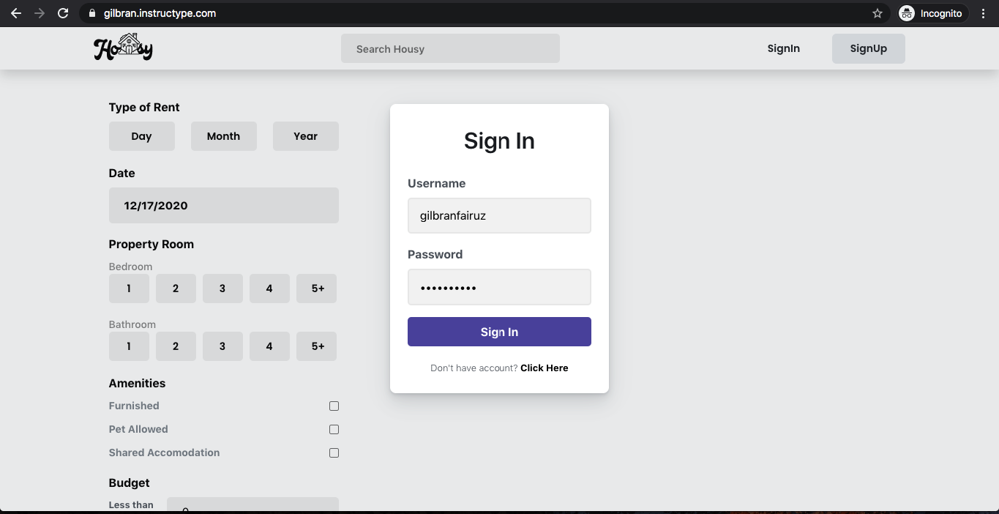 gilbran.instructype.com
Incognito
Housy
Search Housy
SignIn
SignUp
Type of Rent
Day Month Year
Date
12/17/2020
Property Room
Bedroom
1 2 3 4 5+
Bathroom
1 2 3 4 5+
Amenities
Furnished
Pet Allowed
Shared Accomodation
Budget
Less than
Sign In
Username
gilbranfairuz
Password
••••••••••
Sign In
Don't have account? Click Here